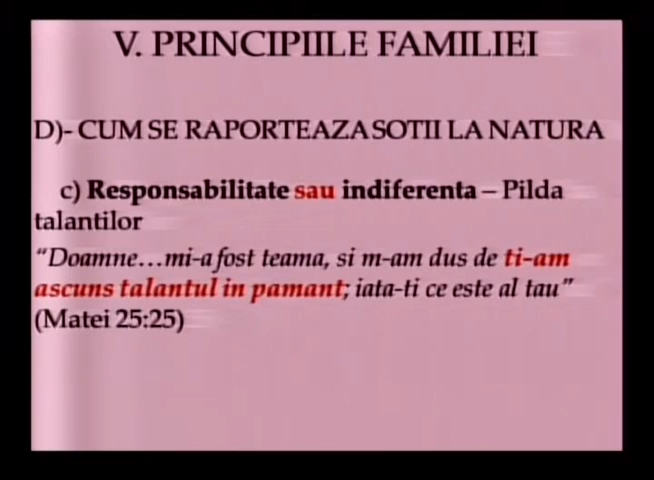 V. PRINCIPIILE FAMILIEI
D)- CUM SE RAPORTEAZA SOTII LA NATURA
c) Responsabilitate sau indiferenta – Pilda
talantilor
“Doamne…mi-a fost teama, si m-am dus de ti-am
ascuns talantul in pamant; iata-ti ce este al tau”
(Matei 25:25)